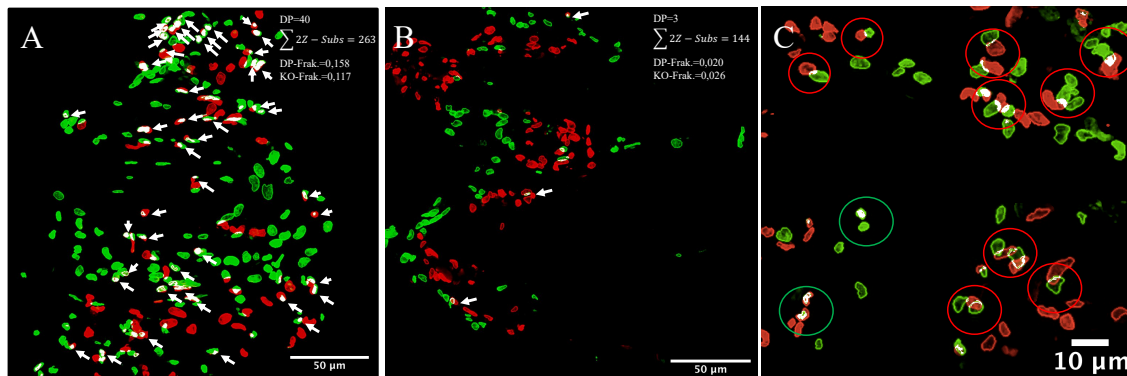 A
DP=40
∑ 2Z − Subs = 263
DP-Frak.=0,158
KO-Frak.=0,117
50 µm
B
DP=3
∑ 2Z − Subs = 144
DP-Frak.=0,020
KO-Frak.=0,026
50 µm
C
10 µm